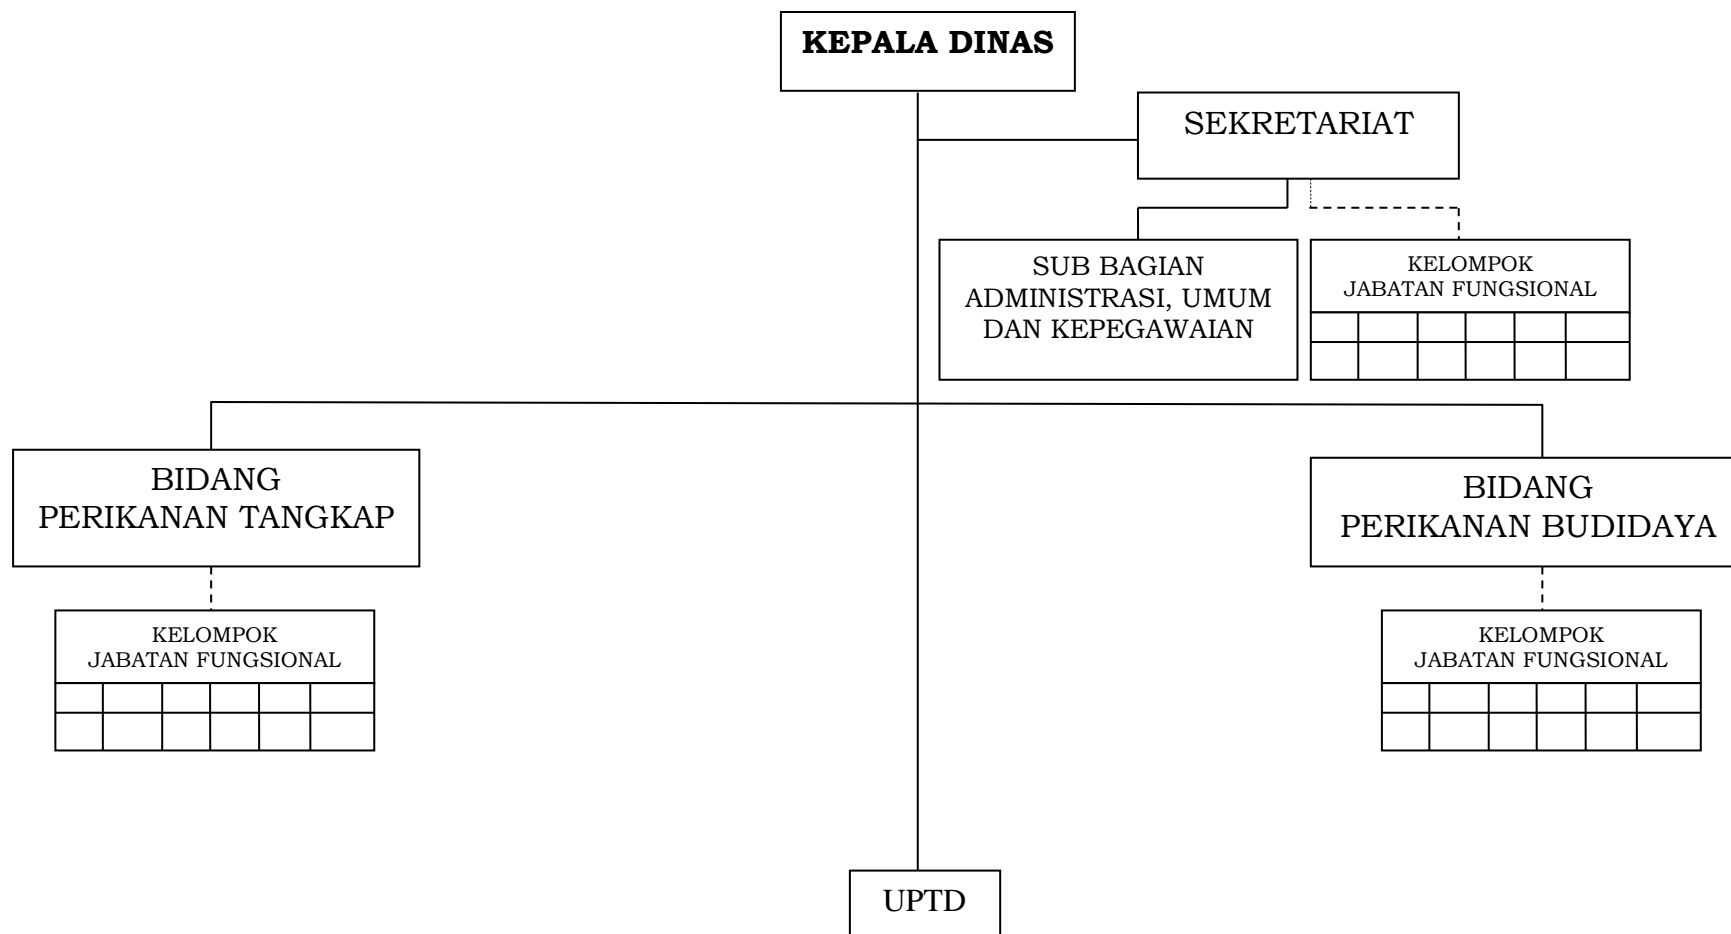 KEPALA DINAS
SEKRETARIAT
SUB BAGIAN
ADMINISTRASI, UMUM
DAN KEPEGAWAIAN
KELOMPOK
JABATAN FUNGSIONAL
BIDANG
PERIKANAN TANGKAP
BIDANG
PERIKANAN BUDIDAYA
KELOMPOK
JABATAN FUNGSIONAL
KELOMPOK
JABATAN FUNGSIONAL
UPTD